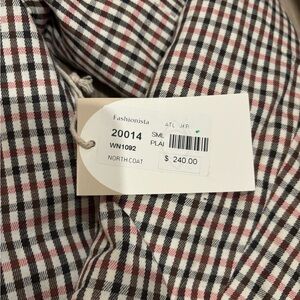 Fashionista
20014
WN1092
NORTH COAT
SML
PLAI
$ 240.00